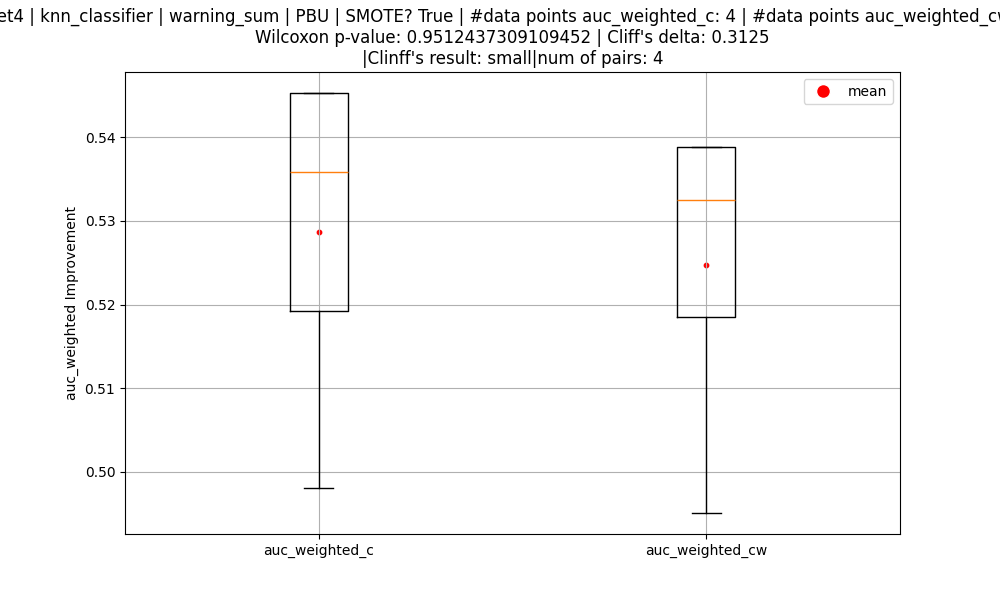 et4 | knn_classifier | warning_sum | PBU | SMOTE? True | #data points auc_weighted_c: 4 | #data points auc_weighted_cw
Wilcoxon p-value: 0.9512437309109452 | Cliff's delta: 0.3125
|Clinff's result: small|num of pairs: 4
mean
0.54
0.53
0.52
0.51
0.50
auc_weighted Improvement
auc_weighted_c
auc_weighted_cw